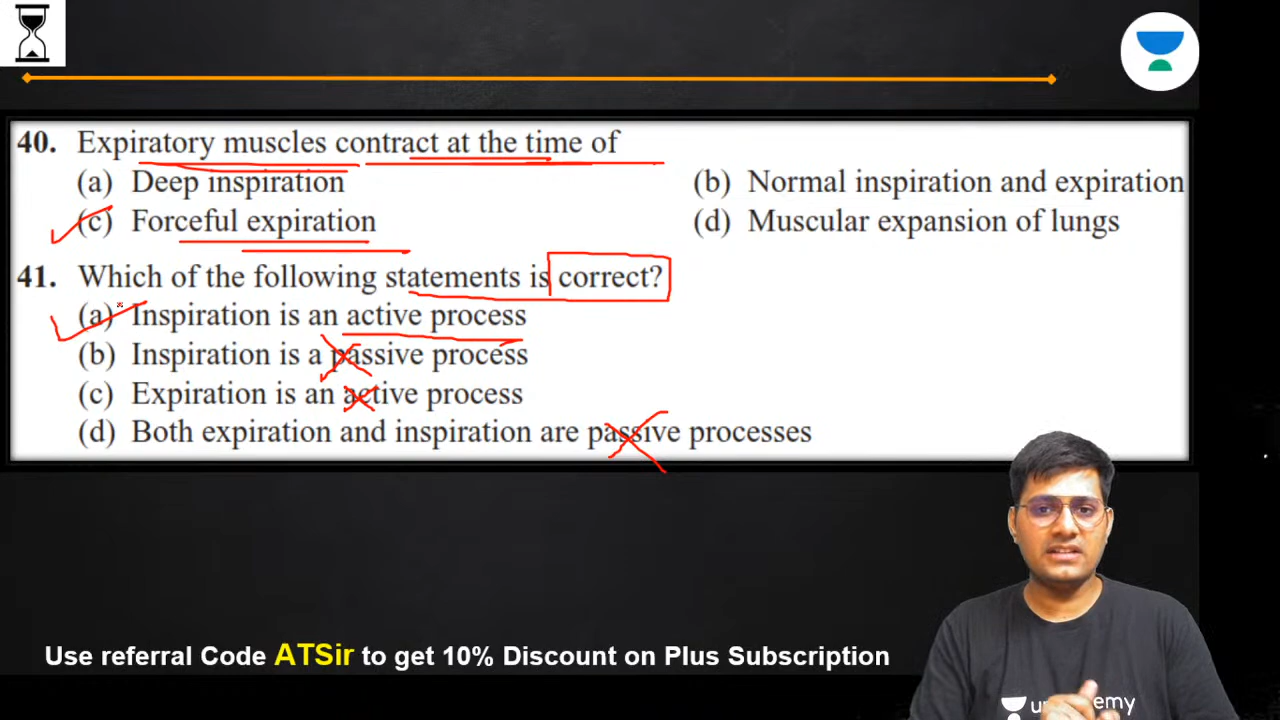 40. Expiratory muscles contract at the time of
(a) Deep inspiration (b) Normal inspiration and expiration
(c) Forceful expiration (d) Muscular expansion of lungs
41. Which of the following statements is correct?
(a) Inspiration is an active process
(b) Inspiration is a passive process
(c) Expiration is an active process
(d) Both expiration and inspiration are passive processes
Use referral Code ATSir to get 10% Discount on Plus Subscription